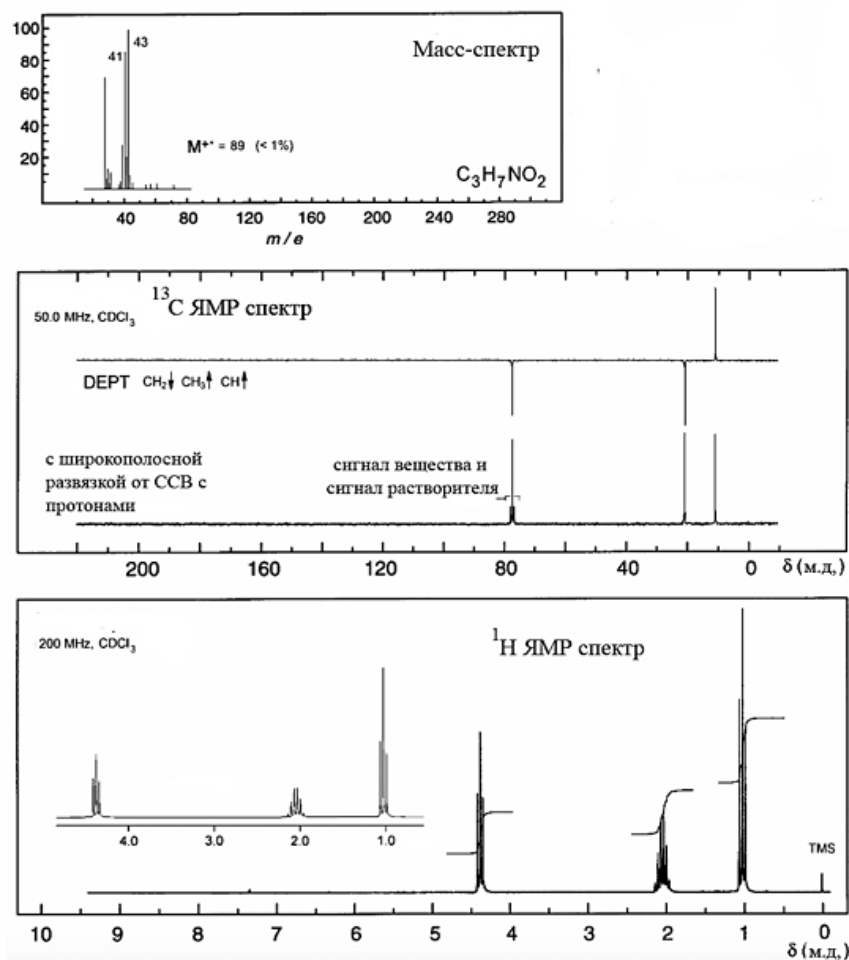 100
80
60
40
20
41
43
Масс-спектр
M⁺• = 89 (< 1%)
C₃H₇NO₂
40 80 120 160 200 240 280
m / e
¹³C ЯМР спектр
50.0 MHz, CDCl₃
DEPT CH₂↓ CH₃↑ CH↑
с широкополосной
развязкой от ССВ с
протонами
сигнал вещества и
сигнал растворителя
200 160 120 80 40 0 δ (м.д,)
200 MHz, CDCl₃
¹H ЯМР спектр
4.0 3.0 2.0 1.0
TMS
10 9 8 7 6 5 4 3 2 1 0
δ (м.д,)